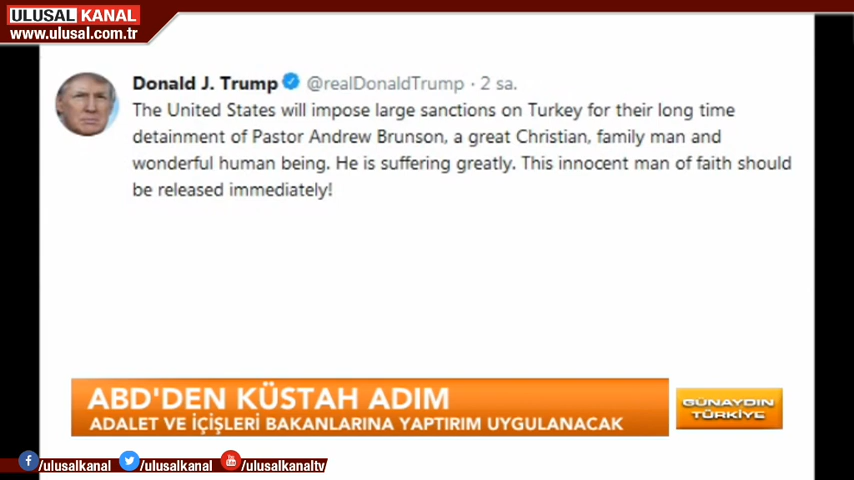 ULUSAL KANAL
www.ulusal.com.tr
Donald J. Trump @realDonaldTrump · 2 sa.
The United States will impose large sanctions on Turkey for their long time
detainment of Pastor Andrew Brunson, a great Christian, family man and
wonderful human being. He is suffering greatly. This innocent man of faith should
be released immediately!
ABD'DEN KÜSTAH ADIM
ADALET VE İÇİŞLERİ BAKANLARINA YAPTIRIM UYGULANACAK
GÜNAYDIN
TÜRKİYE
/ulusalkanal /ulusalkanal /ulusalkanaltv